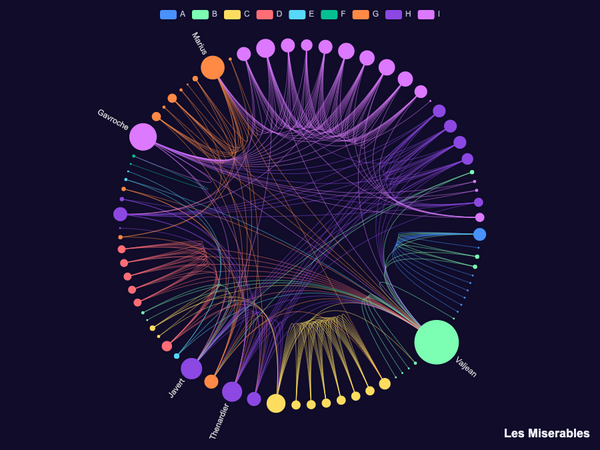 A B C D E F G H I
Marius
Gavroche
Valjean
Javert
Thenardier
Les Miserables